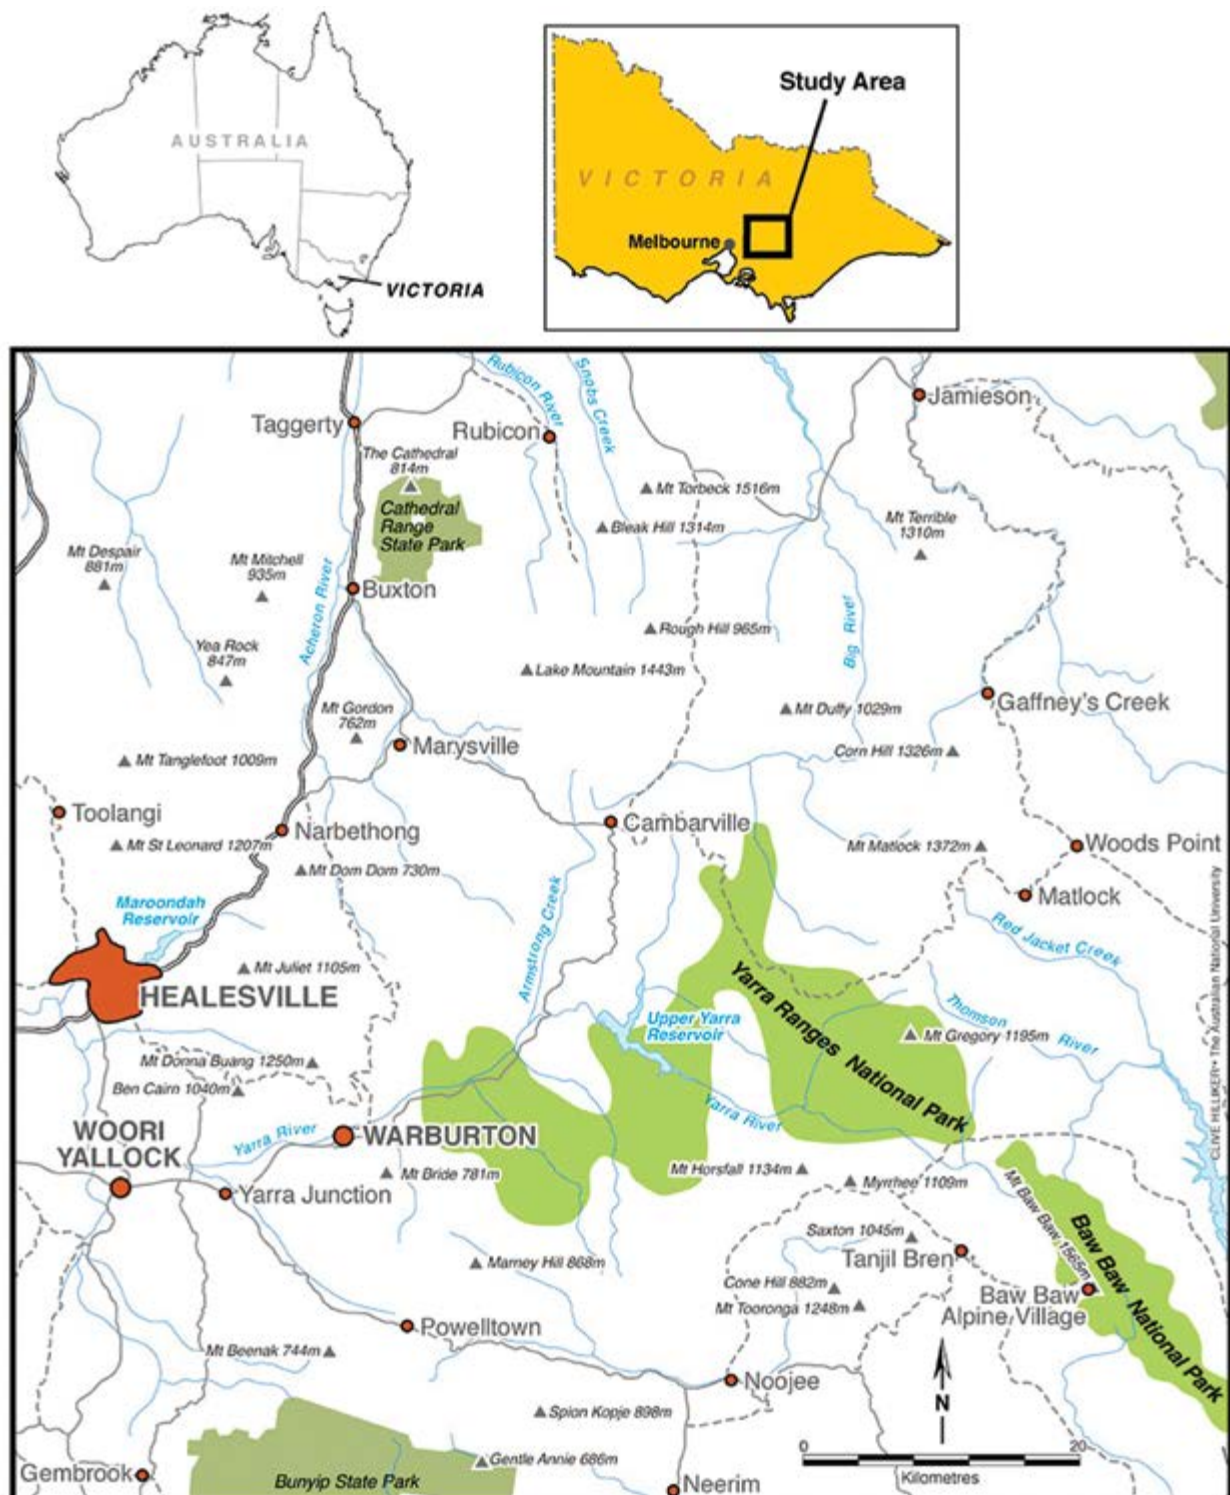 AUSTRALIA
VICTORIA
Study Area
VICTORIA
Melbourne
Rubicon River
Snobs Creek
Jamieson
Taggerty
Rubicon
The Cathedral
814m
Cathedral
Range
State Park
Mt Torbeck 1516m
Bleak Hill 1314m
Mt Terrible
1310m
Mt Despair
881m
Mt Mitchell
935m
Buxton
Acheron River
Yea Rock
847m
Rough Hill 965m
Big River
Lake Mountain 1443m
Gaffney's Creek
Mt Gordon
762m
Mt Duffy 1029m
Marysville
Corn Hill 1326m
Mt Tanglefoot 1009m
Toolangi
Narbethong
Cambarville
Mt St Leonard 1207m
Mt Matlock 1372m
Woods Point
Mt Dom Dom 730m
Matlock
Maroondah
Reservoir
Armstrong Creek
Red Jacket Creek
Mt Juliet 1105m
HEALESVILLE
Yarra Ranges National Park
Upper Yarra
Reservoir
Thomson River
Mt Gregory 1195m
Mt Donna Buang 1250m
Ben Cairn 1040m
Yarra River
WOORI
YALLOCK
Yarra River
WARBURTON
Mt Bride 781m
Yarra Junction
Mt Horsfall 1134m
Myrrhee 1109m
Mt Baw Baw 1565m
Baw Baw National Park
Saxton 1045m
Tanjil Bren
Marney Hill 868m
Cone Hill 882m
Mt Tooronga 1248m
Baw Baw
Alpine Village
Powelltown
Mt Beenak 744m
Noojee
N
Spion Kopje 898m
Gentle Annie 686m
0 20
Kilometres
Gembrook
Bunyip State Park
Neerim
CLIVE HILLIKER • The Australian National University